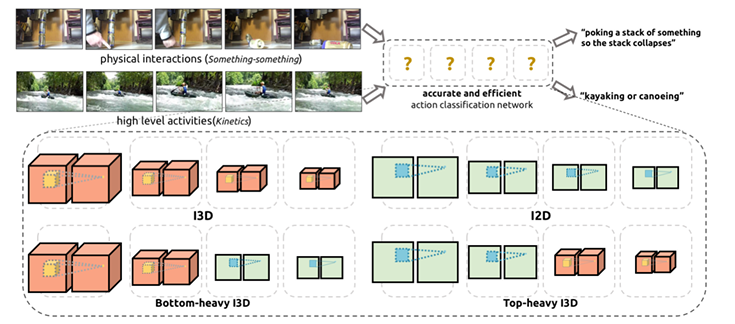 physical interactions (Something-something)
high level activities(Kinetics)
? ? ? ?
accurate and efficient
action classification network
"poking a stack of something
so the stack collapses"
"kayaking or canoeing"
I3D
I2D
Bottom-heavy I3D
Top-heavy I3D